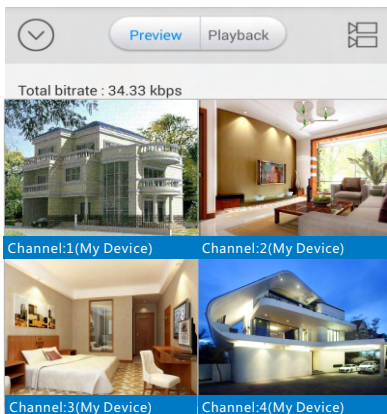 Preview Playback
Total bitrate : 34.33 kbps
Channel:1(My Device) Channel:2(My Device)
Channel:3(My Device) Channel:4(My Device)